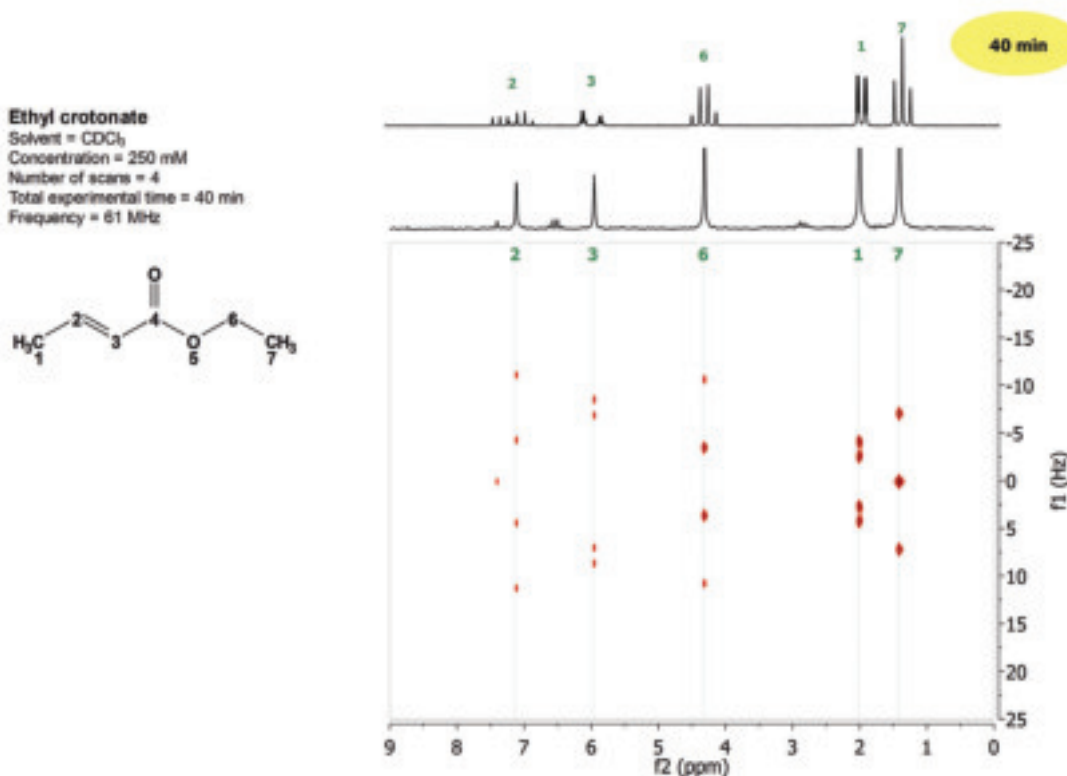 40 min
7
1
6
2
3
Ethyl crotonate
Solvent = CDCl₃
Concentration = 250 mM
Number of scans = 4
Total experimental time = 40 min
Frequency = 61 MHz
2 3 6 1 7
O
2 4 6
H₃C O CH₃
1 3 5 7
-25
-20
-15
-10
-5
0
5
10
15
20
25
f1 (Hz)
9 8 7 6 5 4 3 2 1 0
f2 (ppm)